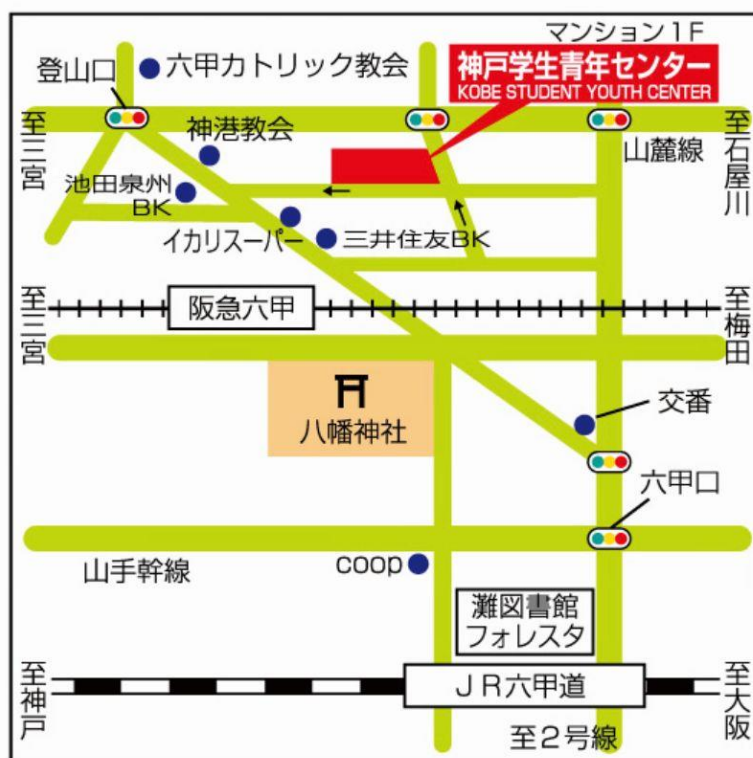 マンション1F
登山口
六甲カトリック教会
神戸学生青年センター
KOBE STUDENT YOUTH CENTER
至三宮
神港教会
山麓線
至石屋川
池田泉州
BK
イカリスーパー
三井住友BK
至三宮
阪急六甲
至梅田
八幡神社
交番
六甲口
山手幹線
coop
灘図書館
フォレスタ
至神戸
JR六甲道
至大阪
至2号線